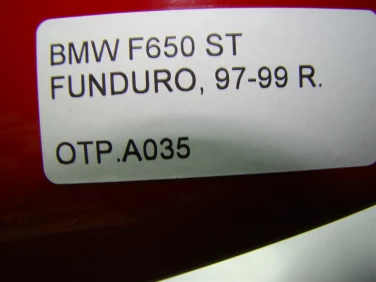 BMW F650 ST
FUNDURO, 97-99 R.
OTP.A035